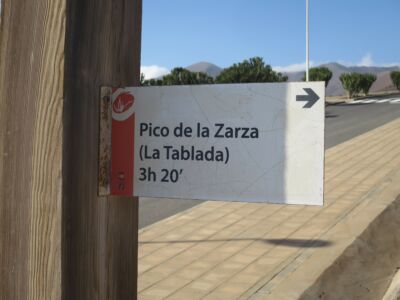 Pico de la Zarza
(La Tablada)
3h 20'